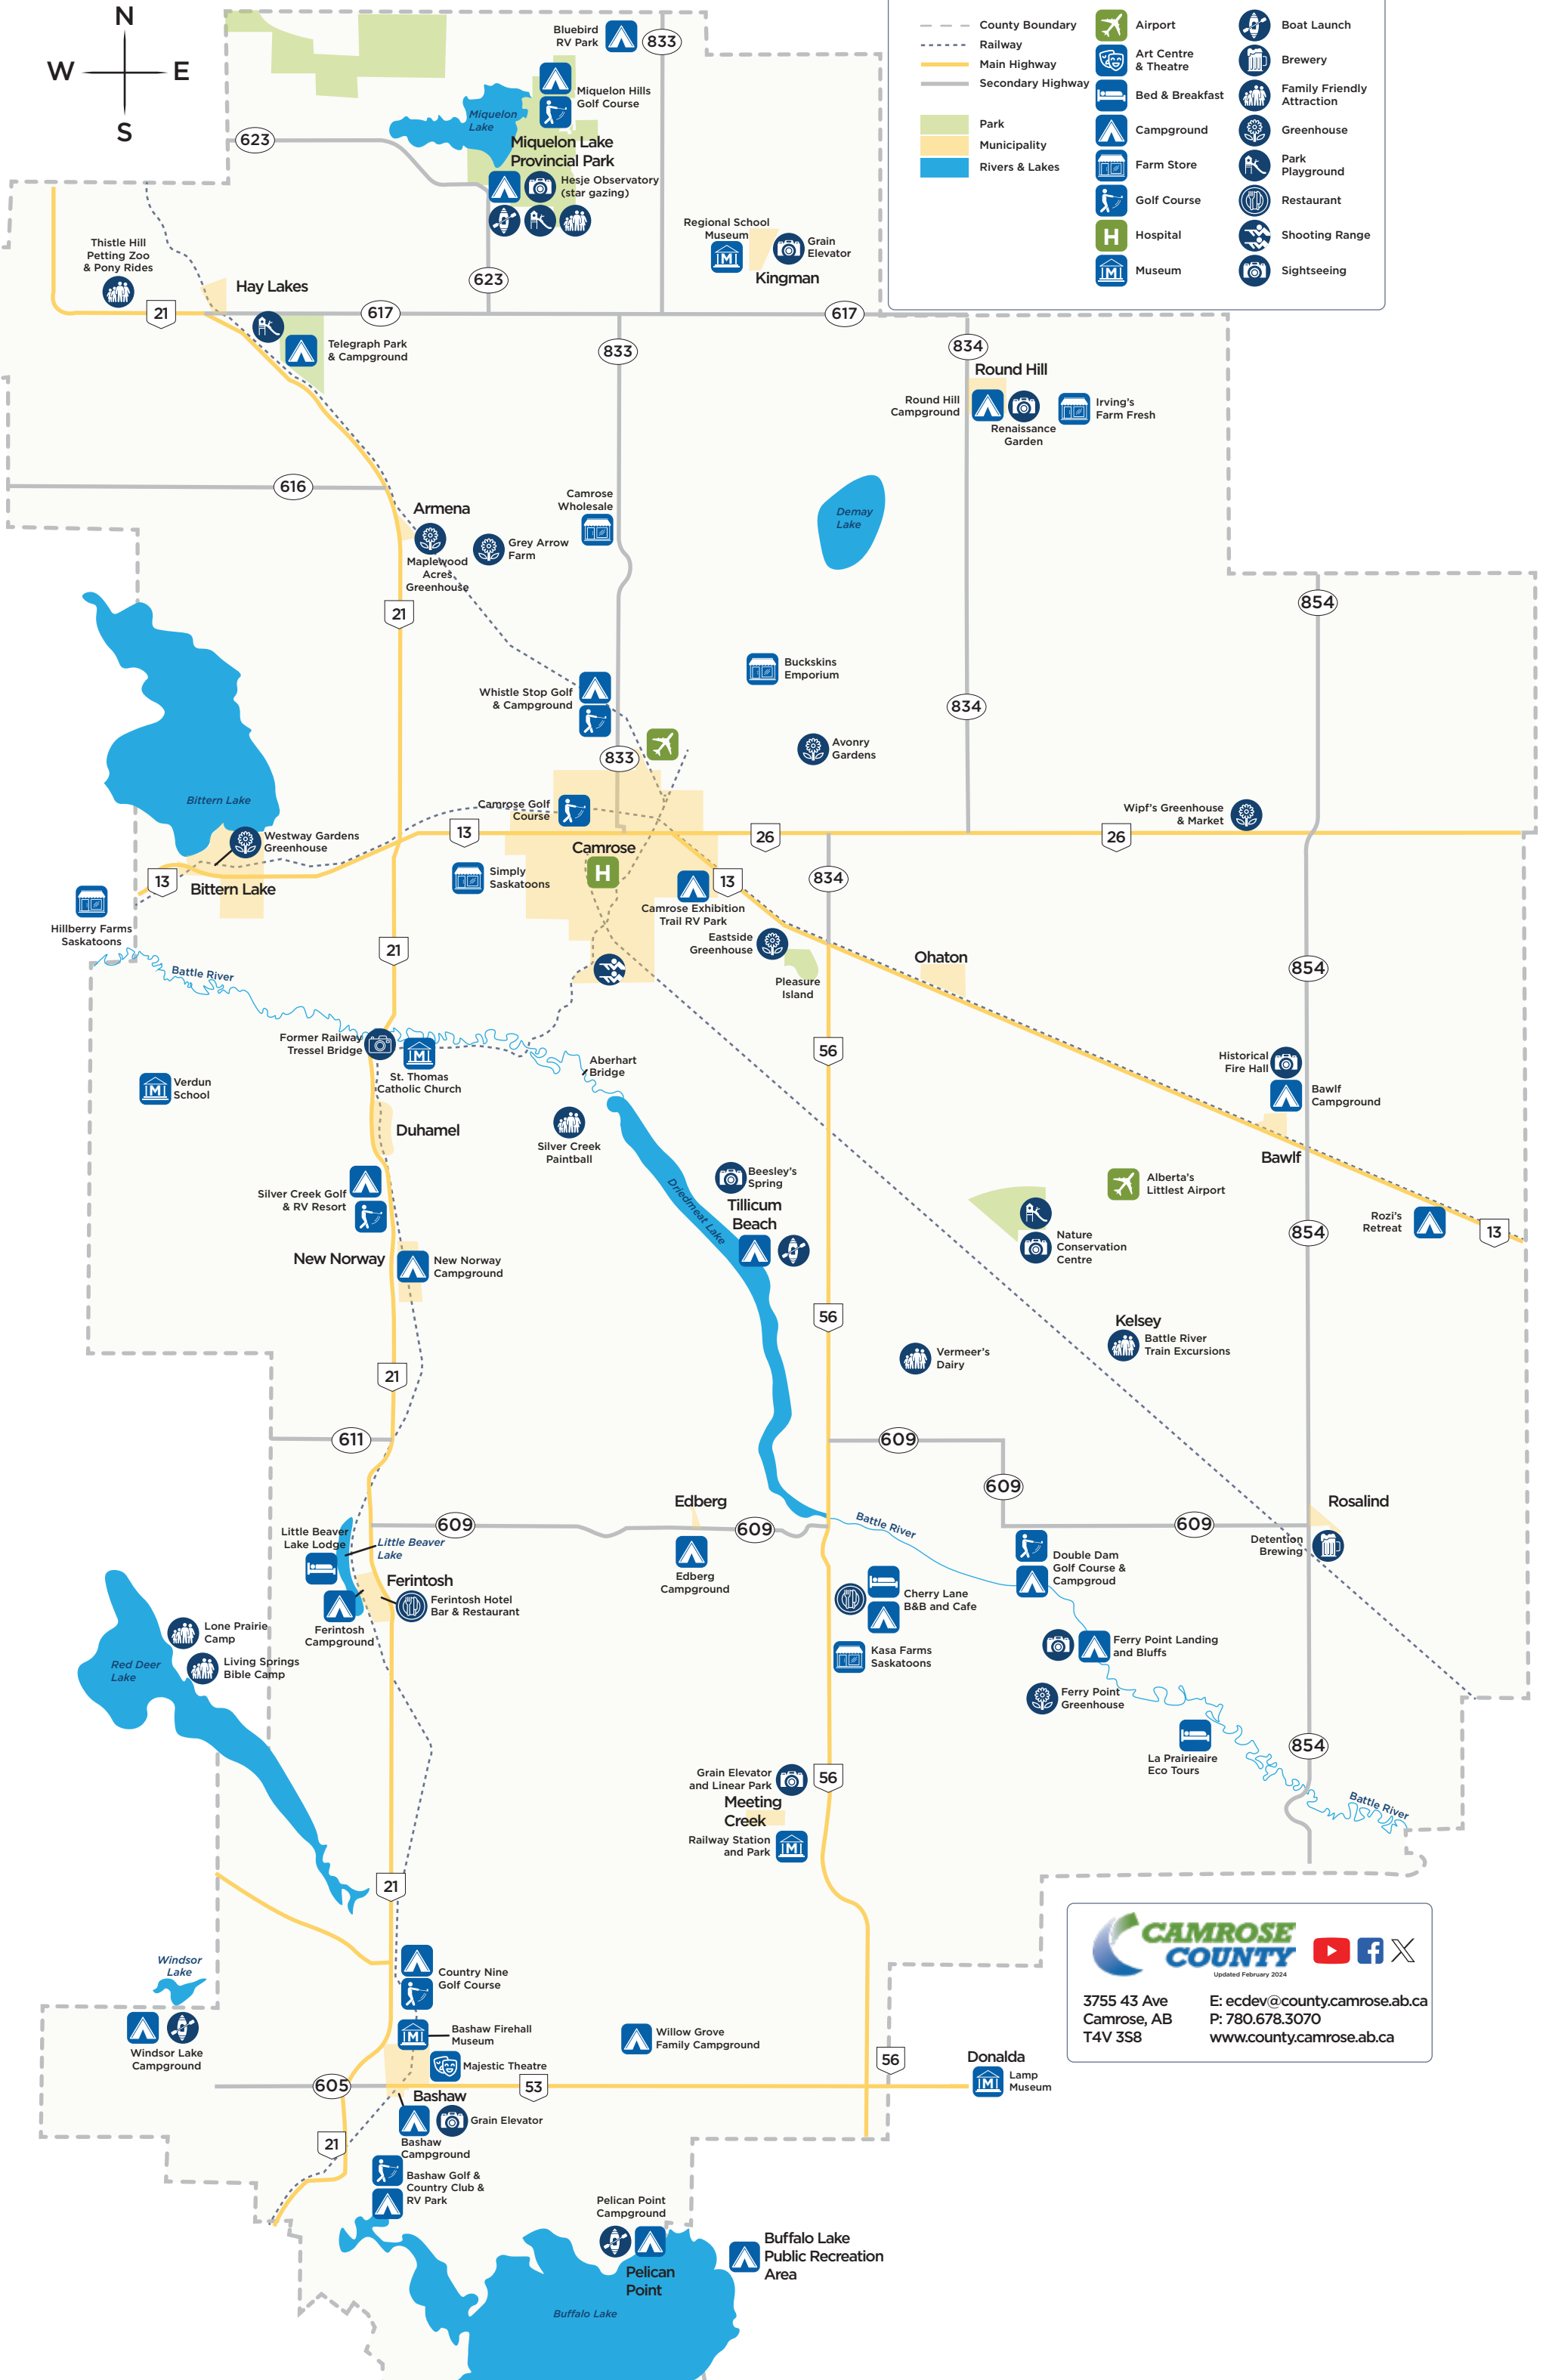 N
W
E
S
County Boundary
Railway
Main Highway
Secondary Highway
Park
Municipality
Rivers & Lakes
Airport
Art Centre
& Theatre
Bed & Breakfast
Campground
Farm Store
Golf Course
H
Hospital
M
Museum
Boat Launch
Brewery
Family Friendly
Attraction
Greenhouse
Park
Playground
Restaurant
Shooting Range
Sightseeing
Bluebird
RV Park
833
Miquelon Hills
Golf Course
Miquelon
Lake
623
Miquelon Lake
Provincial Park
Hesje Observatory
(star gazing)
Regional School
Museum
M
Grain
Elevator
Kingman
Thistle Hill
Petting Zoo
& Pony Rides
623
Hay Lakes
21
617
617
Telegraph Park
& Campground
833
834
Round Hill
Round Hill
Campground
Irving's
Farm Fresh
Renaissance
Garden
616
Camrose
Wholesale
Armena
Demay
Lake
Grey Arrow
Farm
Maplewood
Acres
Greenhouse
21
854
Buckskins
Emporium
Whistle Stop Golf
& Campground
834
Avonry
Gardens
833
Bittern Lake
Camrose Golf
Course
Wipf's Greenhouse
& Market
13
26
26
Westway Gardens
Greenhouse
Camrose
H
Simply
Saskatoons
13
13
834
Bittern Lake
Camrose Exhibition
Trail RV Park
Hillberry Farms
Saskatoons
Eastside
Greenhouse
21
Ohaton
854
Battle River
Pleasure
Island
Former Railway
Tressel Bridge
M
St. Thomas
Catholic Church
Aberhart
Bridge
56
Historical
Fire Hall
Bawlf
Campground
M
Verdun
School
Duhamel
Silver Creek
Paintball
Bawlf
Beesley's
Spring
Alberta's
Littlest Airport
Silver Creek Golf
& RV Resort
Driedmeat Lake
Tillicum
Beach
Rozi's
Retreat
13
854
Nature
Conservation
Centre
New Norway
New Norway
Campground
56
Kelsey
Battle River
Train Excursions
Vermeer's
Dairy
21
611
609
609
Edberg
Rosalind
609
609
Battle River
609
Little Beaver
Lake Lodge
Little Beaver
Lake
Detention
Brewing
Edberg
Campground
Double Dam
Golf Course &
Campgroud
Ferintosh
Ferintosh Hotel
Bar & Restaurant
Ferintosh
Campground
Cherry Lane
B&B and Cafe
Lone Prairie
Camp
Kasa Farms
Saskatoons
Ferry Point Landing
and Bluffs
Red Deer
Lake
Living Springs
Bible Camp
Ferry Point
Greenhouse
La Prairieaire
Eco Tours
854
Grain Elevator
and Linear Park
56
Meeting
Creek
Battle River
Railway Station
and Park
M
21
CAMROSE
COUNTY
Updated February 2024
3755 43 Ave
Camrose, AB
T4V 3S8
E: ecdev@county.camrose.ab.ca
P: 780.678.3070
www.county.camrose.ab.ca
Windsor
Lake
Country Nine
Golf Course
Windsor Lake
Campground
M
Bashaw Firehall
Museum
Willow Grove
Family Campground
Majestic Theatre
56
Donalda
M
Lamp
Museum
605
53
Bashaw
Grain Elevator
Bashaw
Campground
21
Bashaw Golf &
Country Club &
RV Park
Pelican Point
Campground
Buffalo Lake
Public Recreation
Area
Pelican
Point
Buffalo Lake